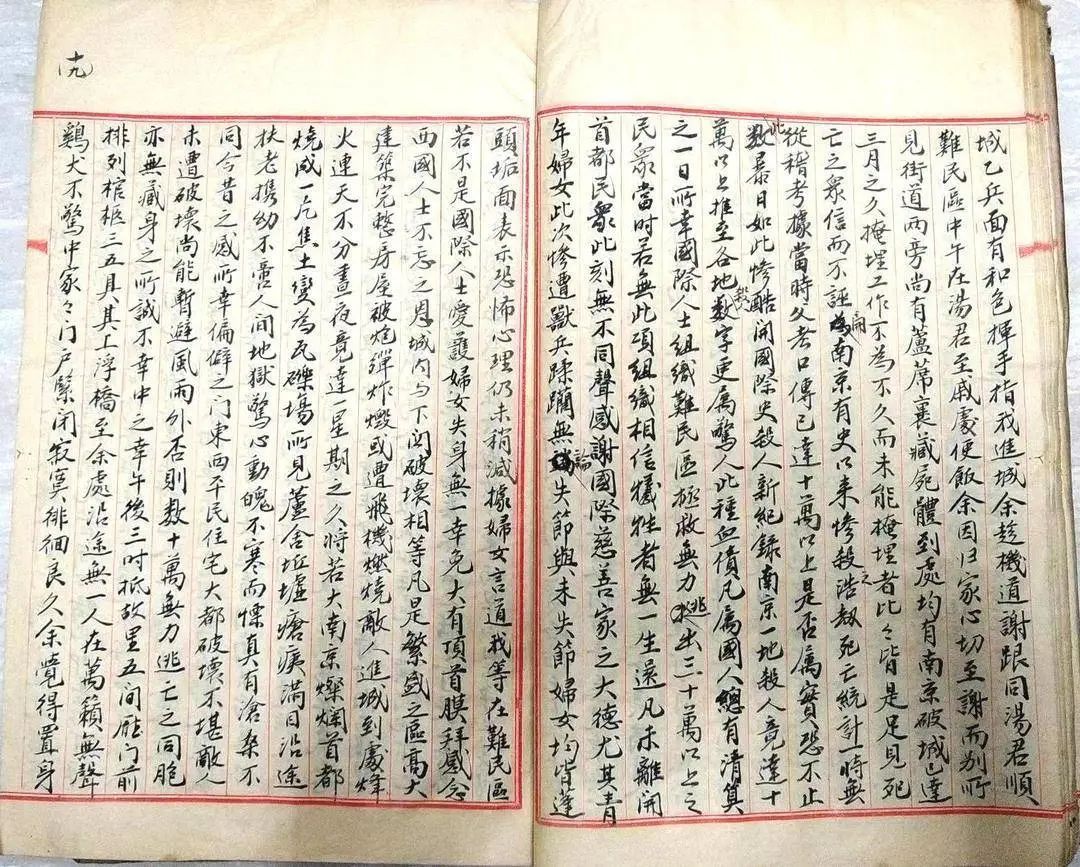 城乙兵面有和色揮手指我進城余趁機道謝跟同湯君順
難民區中午在湯君至戚處便飯余因归家心切至謝而别所
見街道两旁尚有蘆蓆裹藏屍體到處均有南京破城已達
三月之久掩埋工作不為不久而未能掩埋者比々皆是足見死
亡之衆信而不誣南京有史以来惨殺之浩劫死亡統計一時無
從稽考據當時父老口傳已達十萬以上是否属實恐不止
此数暴日如此惨酷開國際史殺人新紀録南京一地殺人竟達十
萬以上推至各地数字更属驚人此種血債凡属國人總有清算
之一日所幸國際人士組織難民區極救無力逃出二十萬以上之
民衆當时若無此項組織相信犧牲者無一生還凡未離開
首都民衆此刻無不同聲感謝國際慈善家之大德尤其青
年婦女此次惨遭獸兵蹂躏無論失節與未失節婦女均皆蓬
頭垢面表示恐怖心理仍未稍減據婦女言道我等在難民區
若不是國際人士愛護婦女失身無一幸免大有頂首膜拜感念
西國人士不忘之恩城内与下関破壞相等凡是繁盛之區高大
建築完整房屋被炮彈炸燬或遭飛機燃燒敵人進城到處烽
火連天不分晝夜竟達一星期之久將若大南京燦爛首都
燒成一片焦土變為瓦礫塲所見蘆舍坵墟瘡痍满目沿途
扶老携幼不啻人間地獄驚心動魄不寒而慄真有滄桑不
同今昔之感所幸偏僻之门東西平民住宅大都破壞不堪敵人
未遭破壞尚能暫避風雨外否則数十萬無力逃亡之同胞
亦無藏身之所誠不幸中之幸午後三时抵故里五间廳门前
排列棺柩三五具其上浮橋至余處沿途無一人在萬籟無聲
鷄犬不驚中家々门户緊闭寂寞徘徊良久余覺得置身
十九